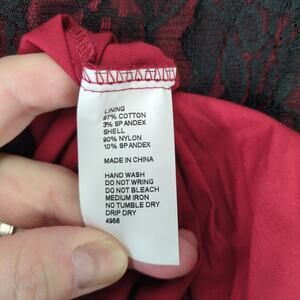 LINING
97% COTTON
3% SPANDEX
SHELL
90% NYLON
10% SPANDEX
MADE IN CHINA
HAND WASH
DO NOT WRING
DO NOT BLEACH
MEDIUM IRON
NO TUMBLE DRY
DRIP DRY
4956